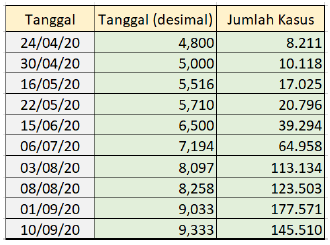 Tanggal Tanggal (desimal) Jumlah Kasus
24/04/20 4,800 8.211
30/04/20 5,000 10.118
16/05/20 5,516 17.025
22/05/20 5,710 20.796
15/06/20 6,500 39.294
06/07/20 7,194 64.958
03/08/20 8,097 113.134
08/08/20 8,258 123.503
01/09/20 9,033 177.571
10/09/20 9,333 145.510